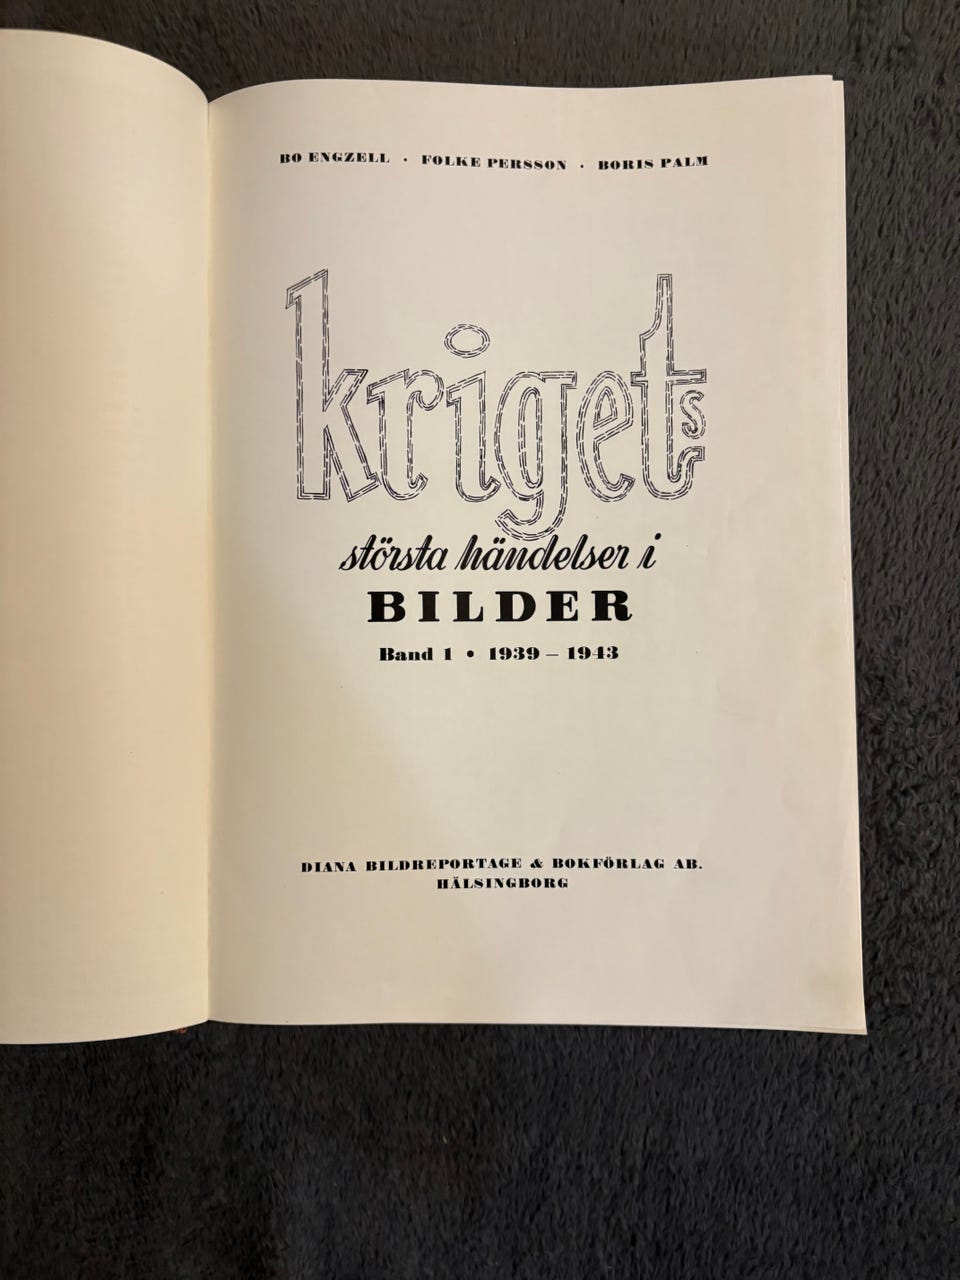 BO ENGZELL · FOLKE PERSSON · BORIS PALM
krigets
största händelser i
BILDER
Band 1 • 1939 – 1943
DIANA BILDREPORTAGE & BOKFÖRLAG AB.
HÄLSINGBORG